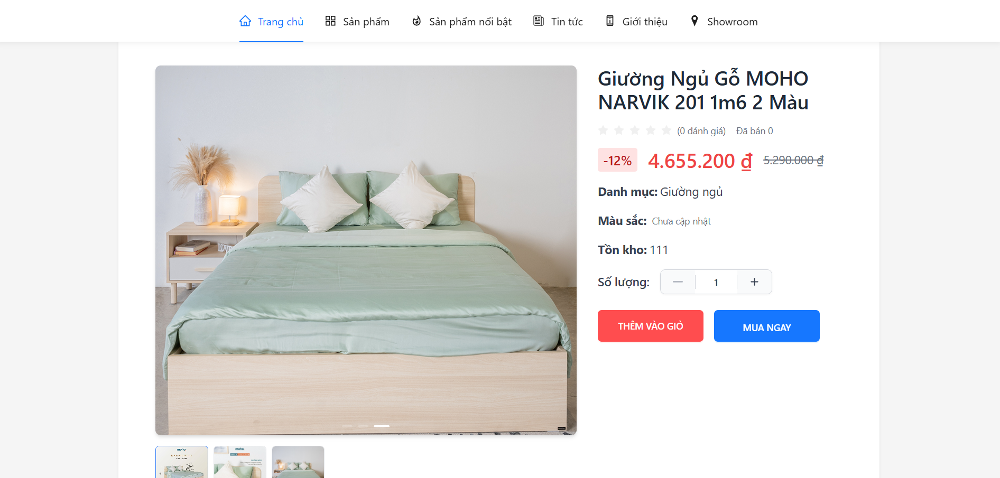 Trang chủ
Sản phẩm
Sản phẩm nổi bật
Tin tức
Giới thiệu
Showroom
Giường Ngủ Gỗ MOHO
NARVIK 201 1m6 2 Màu
(0 đánh giá)
Đã bán 0
-12%
4.655.200 ₫
5.290.000 ₫
Danh mục: Giường ngủ
Màu sắc: Chưa cập nhật
Tồn kho: 111
Số lượng:
1
THÊM VÀO GIỎ
MUA NGAY
moho
moho